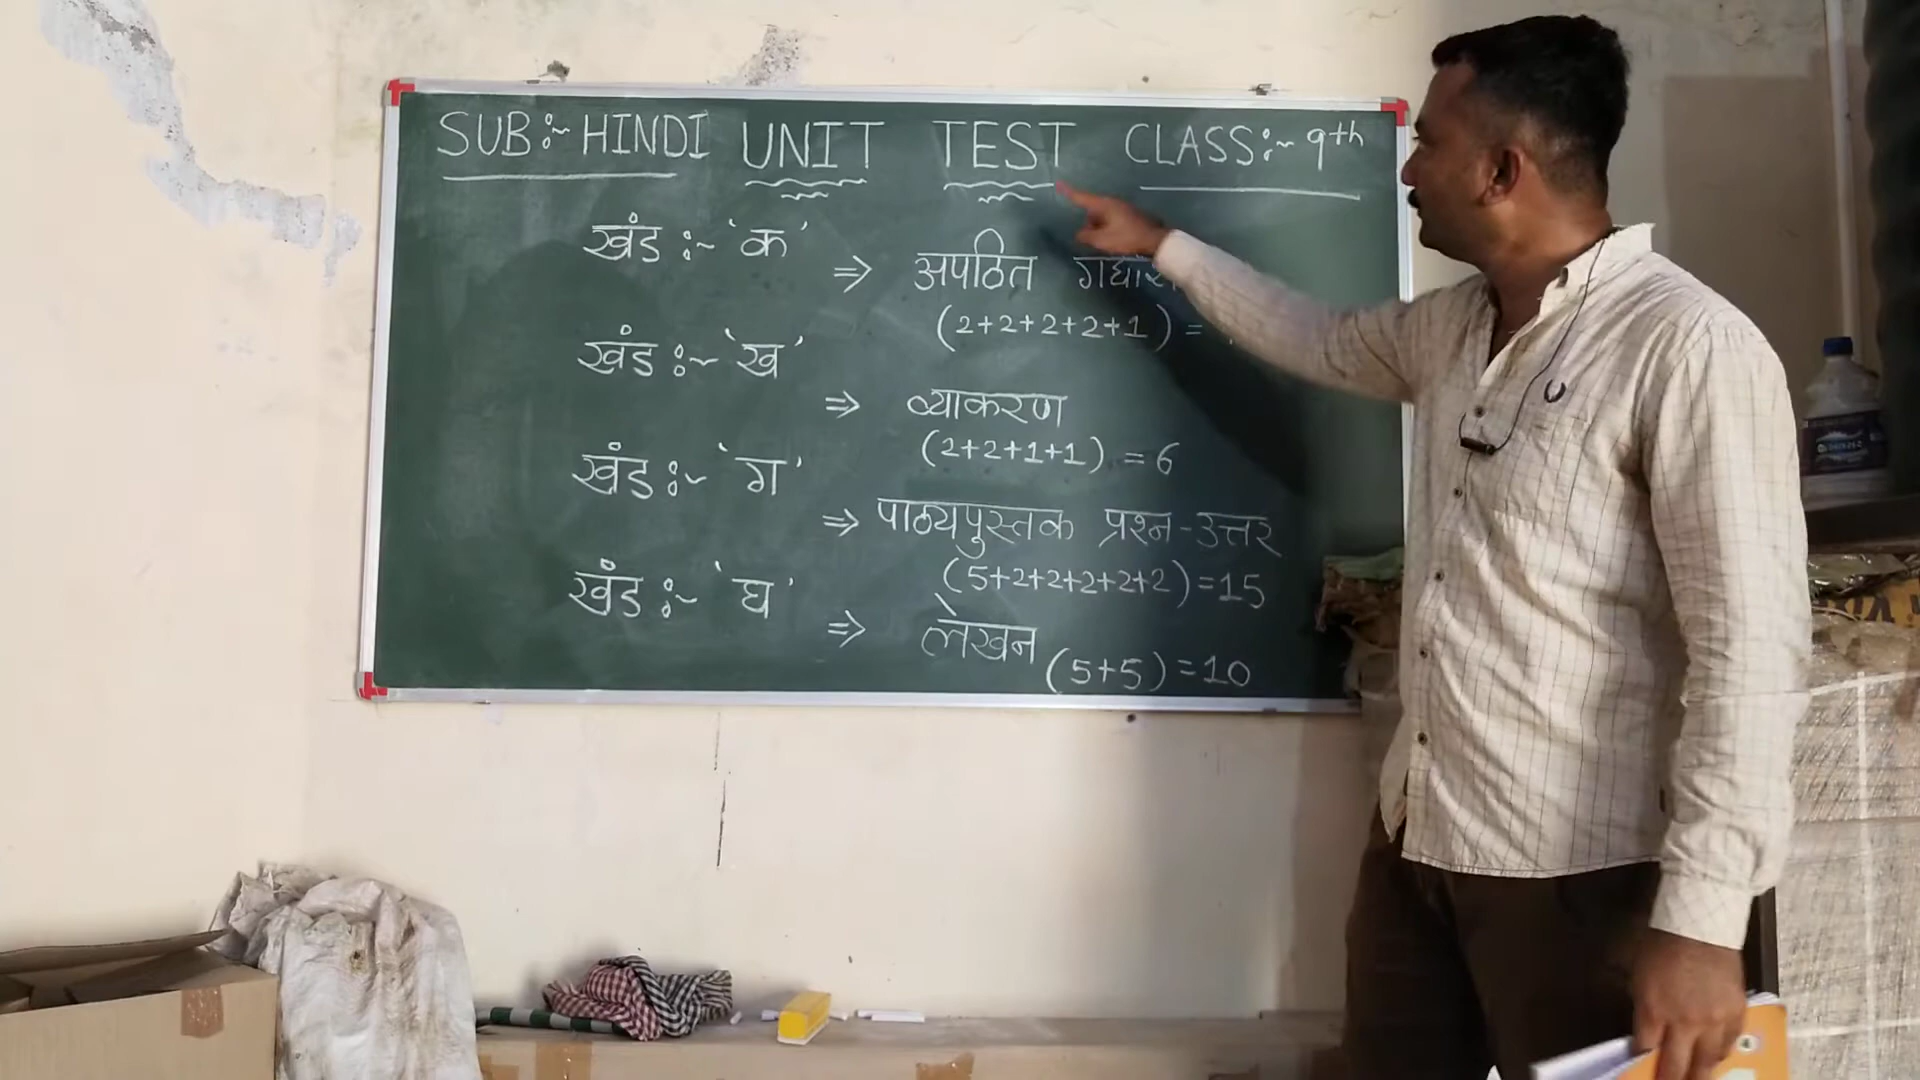 SUB:- HINDI UNIT TEST CLASS:- 9th
खंड :- 'क'
⇒ अपठित
(2+2+2+2+1) =
खंड :- 'ख'
⇒ व्याकरण
(2+2+1+1) = 6
खंड :- 'ग'
⇒ पाठ्यपुस्तक प्रश्न-उत्तर
(5+2+2+2+2+2) = 15
खंड :- 'घ'
⇒ लेखन (5+5) = 10